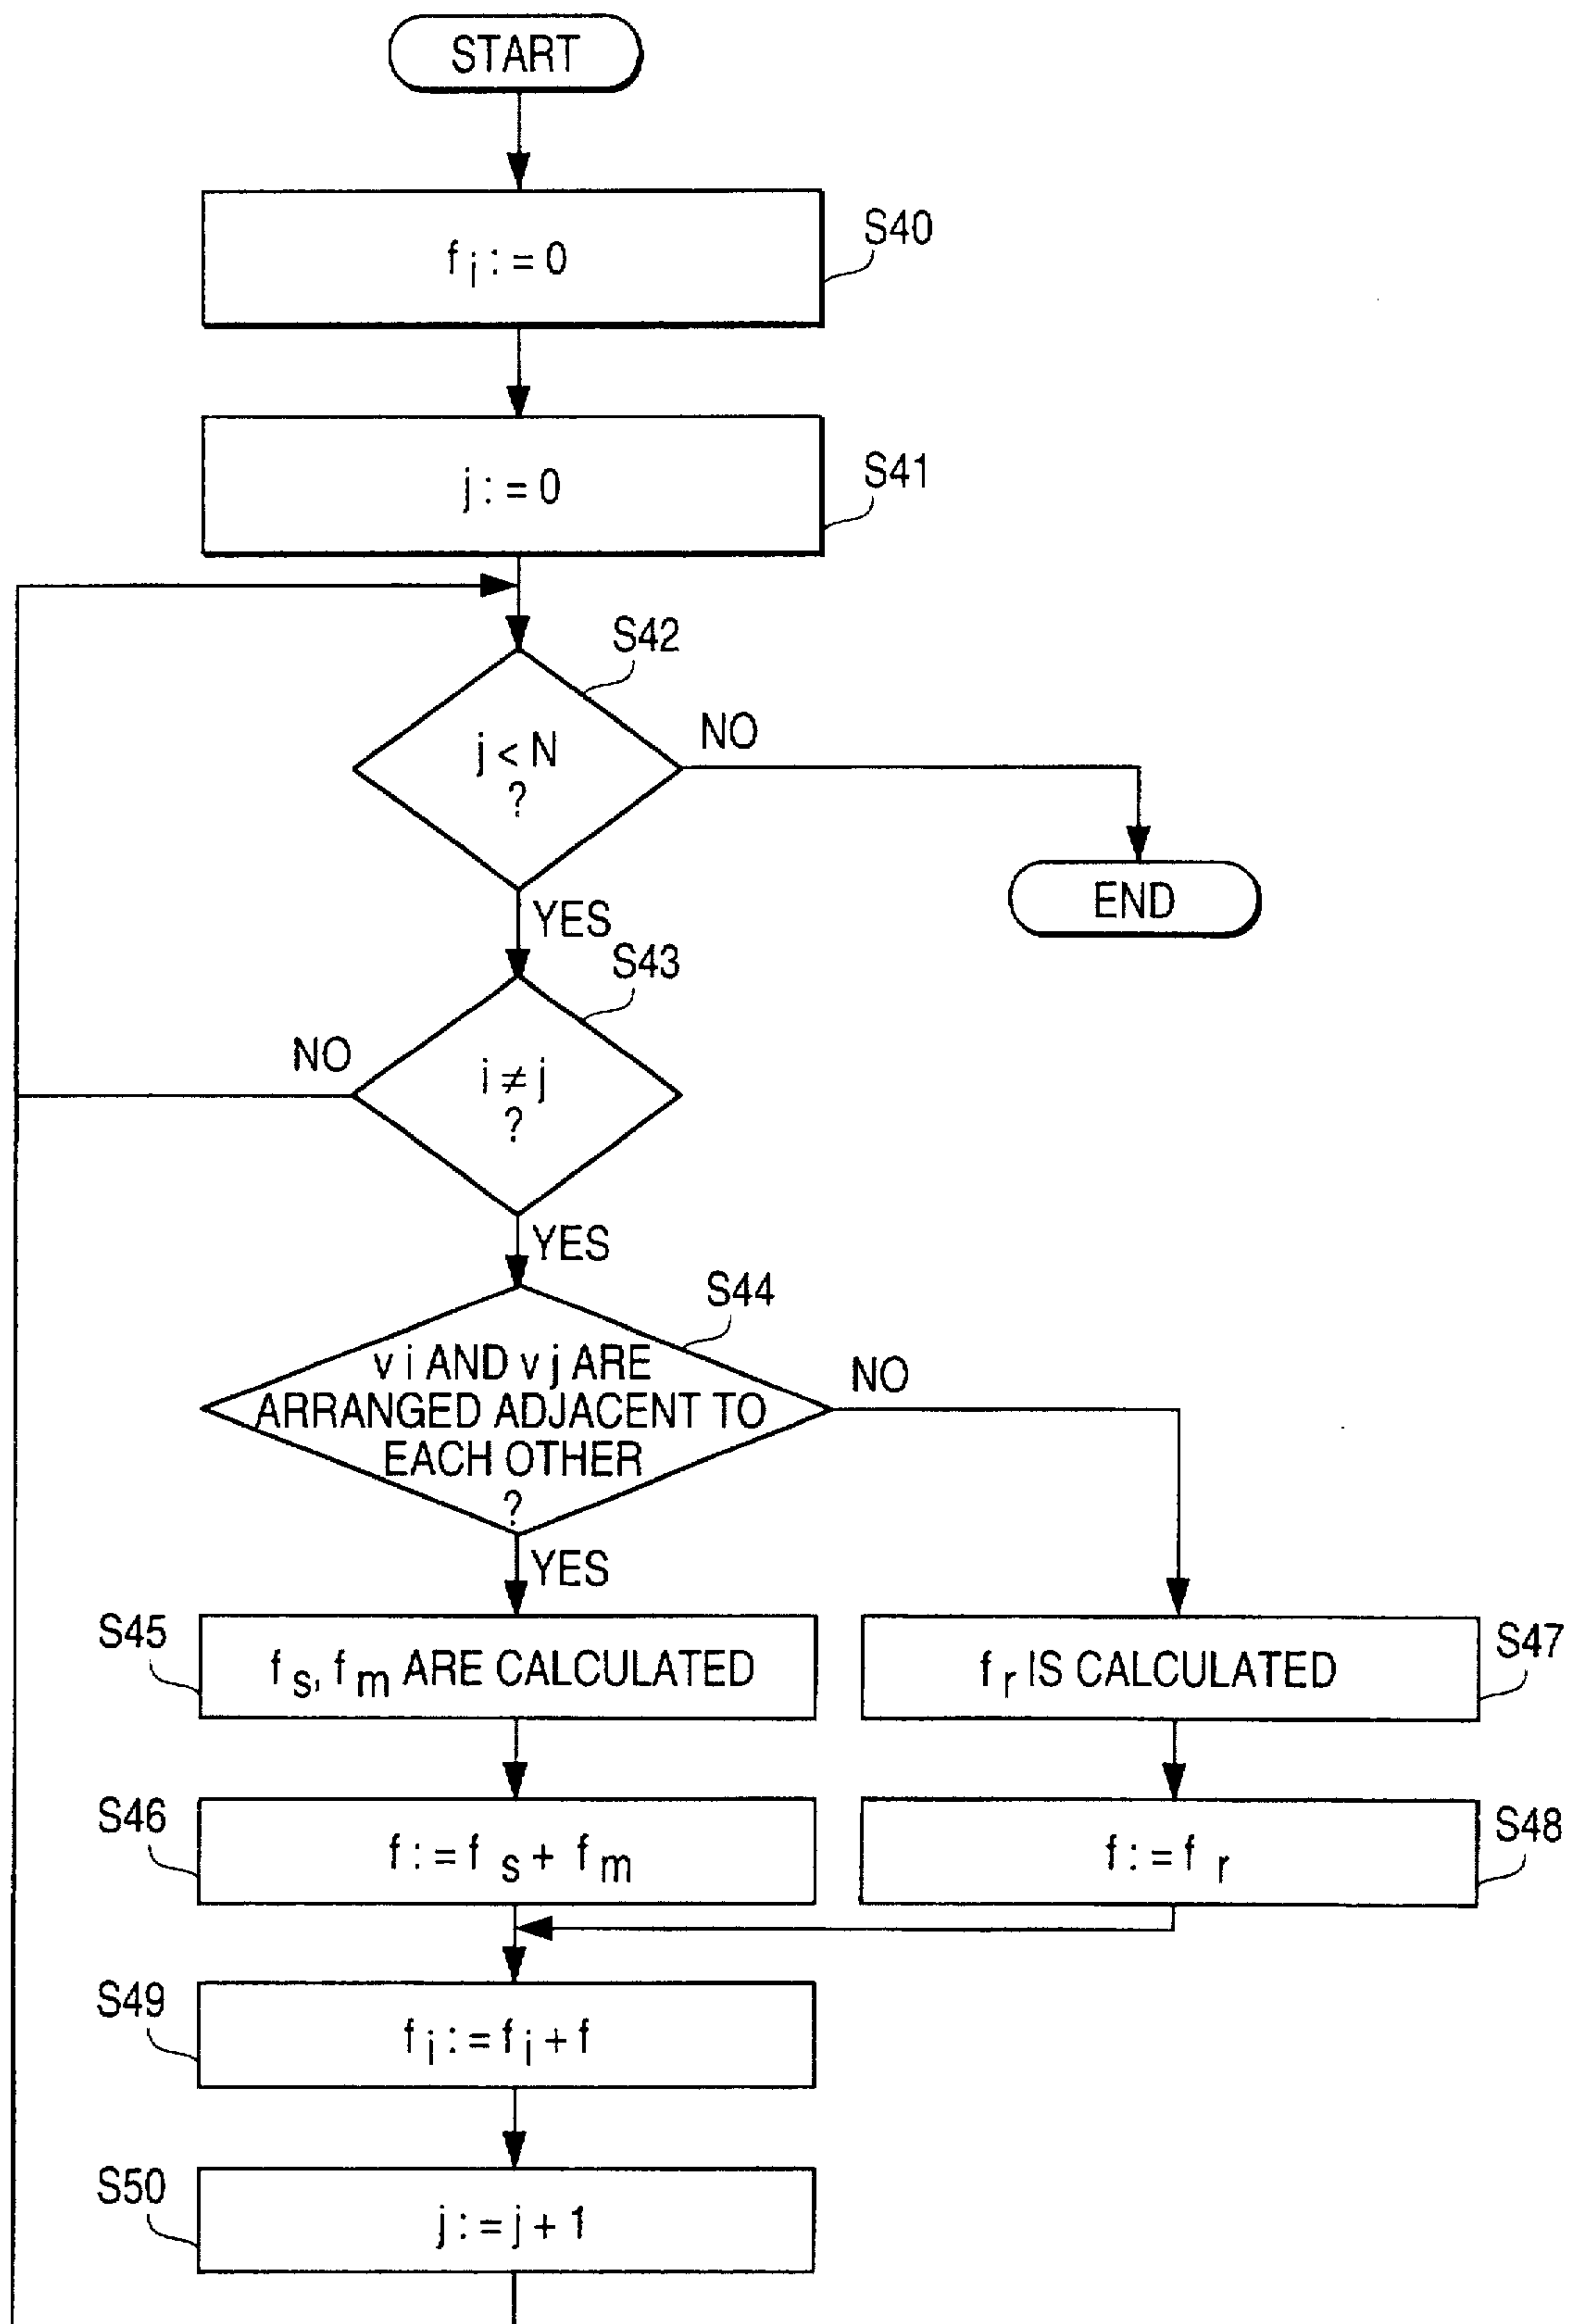 START
f i := 0
S40
j := 0
S41
S42
j < N
?
NO
END
YES
S43
NO
i ≠ j
?
YES
S44
v i AND v j ARE
ARRANGED ADJACENT TO
EACH OTHER
?
NO
YES
S45
f s, f m ARE CALCULATED
f r IS CALCULATED
S47
S46
f := f s + f m
f := f r
S48
S49
f i := f i + f
S50
j := j + 1